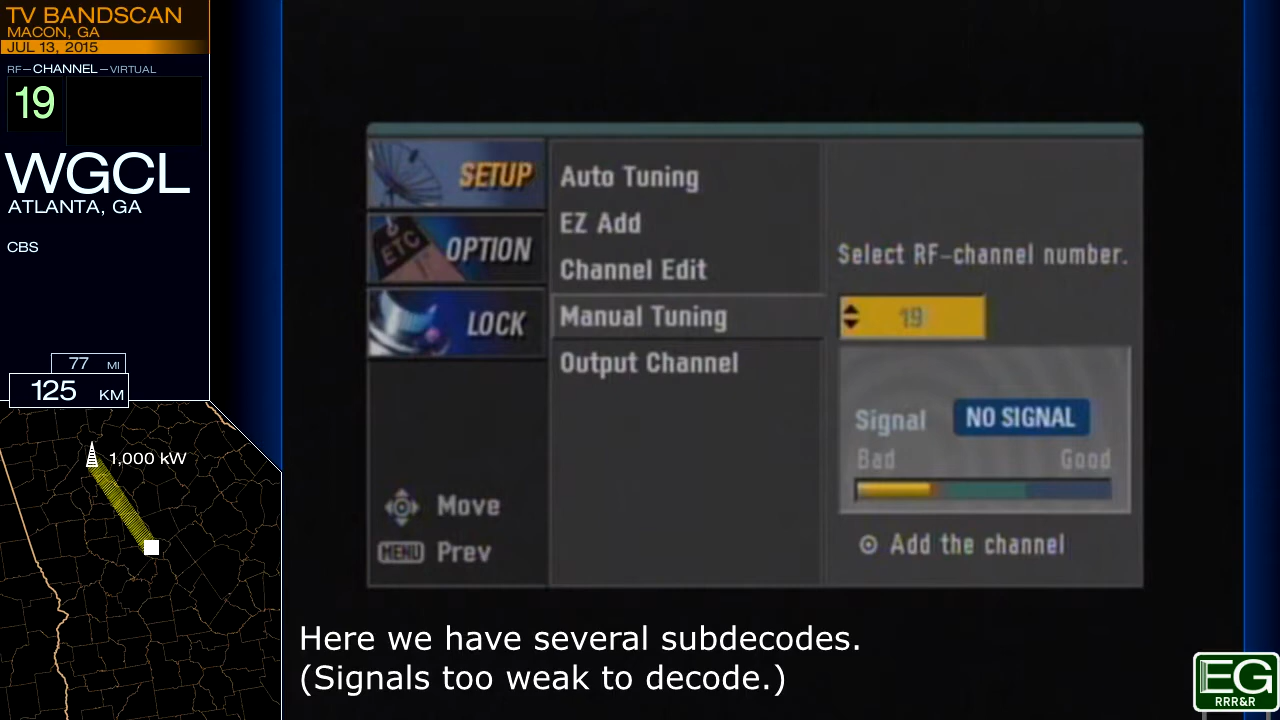 TV BANDSCAN
MACON, GA
JUL 13, 2015
RF–CHANNEL–VIRTUAL
19
WGCL
ATLANTA, GA
CBS
77 MI
125 KM
1,000 kW
SETUP
ETC
OPTION
LOCK
Move
MENU Prev
Auto Tuning
EZ Add
Channel Edit
Manual Tuning
Output Channel
Select RF-channel number.
19
Signal NO SIGNAL
Bad Good
Add the channel
Here we have several subdecodes.
(Signals too weak to decode.)
EG
RRR&R